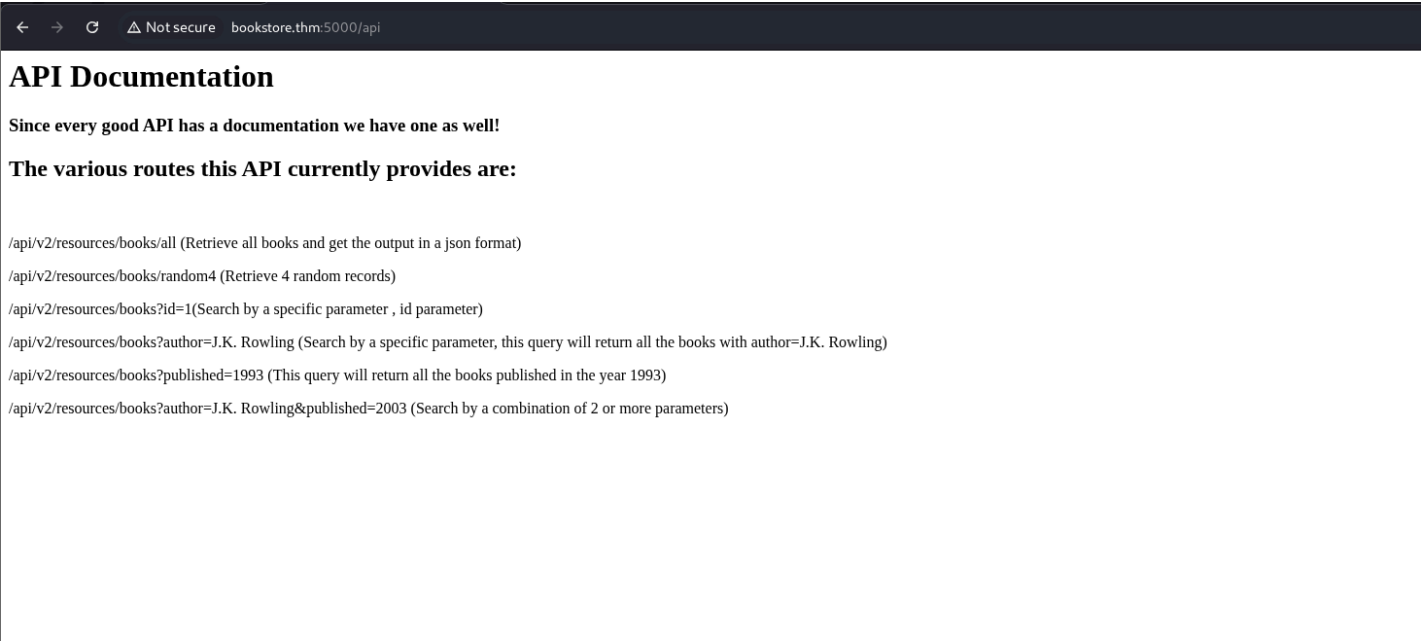 Not secure bookstore.thm:5000/api
API Documentation
Since every good API has a documentation we have one as well!
The various routes this API currently provides are:
/api/v2/resources/books/all (Retrieve all books and get the output in a json format)
/api/v2/resources/books/random4 (Retrieve 4 random records)
/api/v2/resources/books?id=1(Search by a specific parameter , id parameter)
/api/v2/resources/books?author=J.K. Rowling (Search by a specific parameter, this query will return all the books with author=J.K. Rowling)
/api/v2/resources/books?published=1993 (This query will return all the books published in the year 1993)
/api/v2/resources/books?author=J.K. Rowling&published=2003 (Search by a combination of 2 or more parameters)